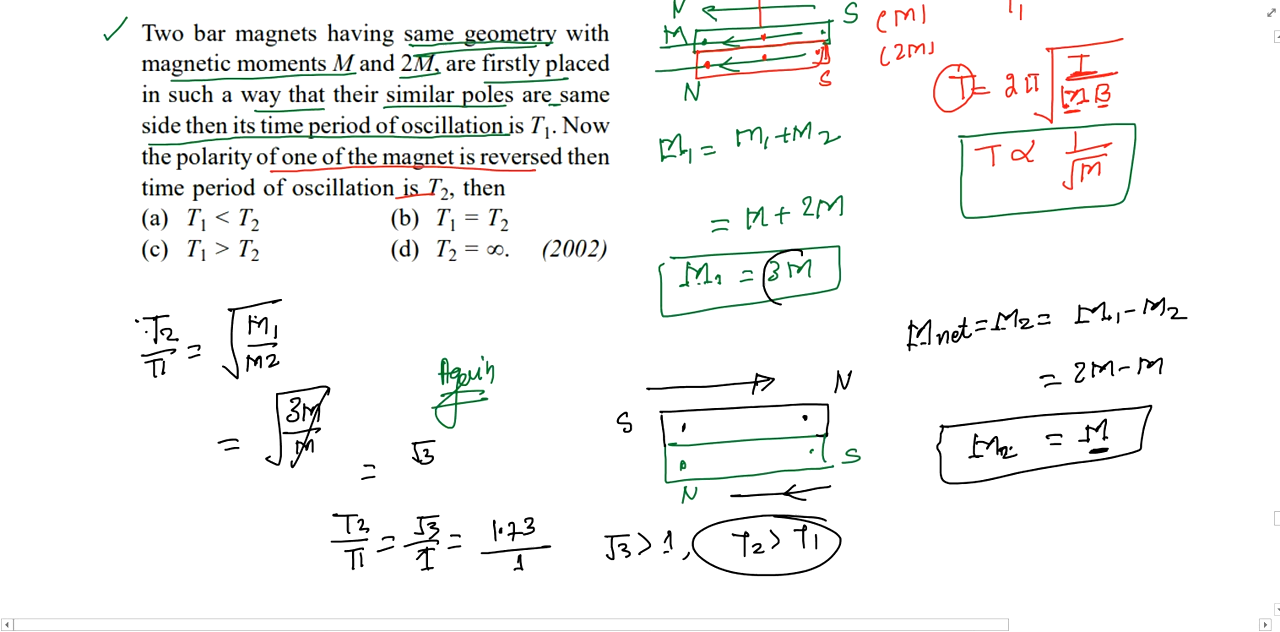 ✓ Two bar magnets having same geometry with
magnetic moments M and 2M, are firstly placed
in such a way that their similar poles are same
side then its time period of oscillation is T₁. Now
the polarity of one of the magnet is reversed then
time period of oscillation is T₂, then
(a) T₁ < T₂ (b) T₁ = T₂
(c) T₁ > T₂ (d) T₂ = ∞. (2002)
N S (M)
M (2M)
N S
T₁
T = 2π √(I/MB)
T ∝ 1/√M
M₁ = M₁ + M₂
= M + 2M
M₁ = 3M
T₂/T₁ = √(M₁/M2)
= √(3M/M)
= √3
Again
T₂/T₁ = √3/1 = 1.73/1
√3 > 1, T₂ > T₁
N
S
S
N
Mnet = M₂ = M₁ - M₂
= 2M - M
M₂ = M